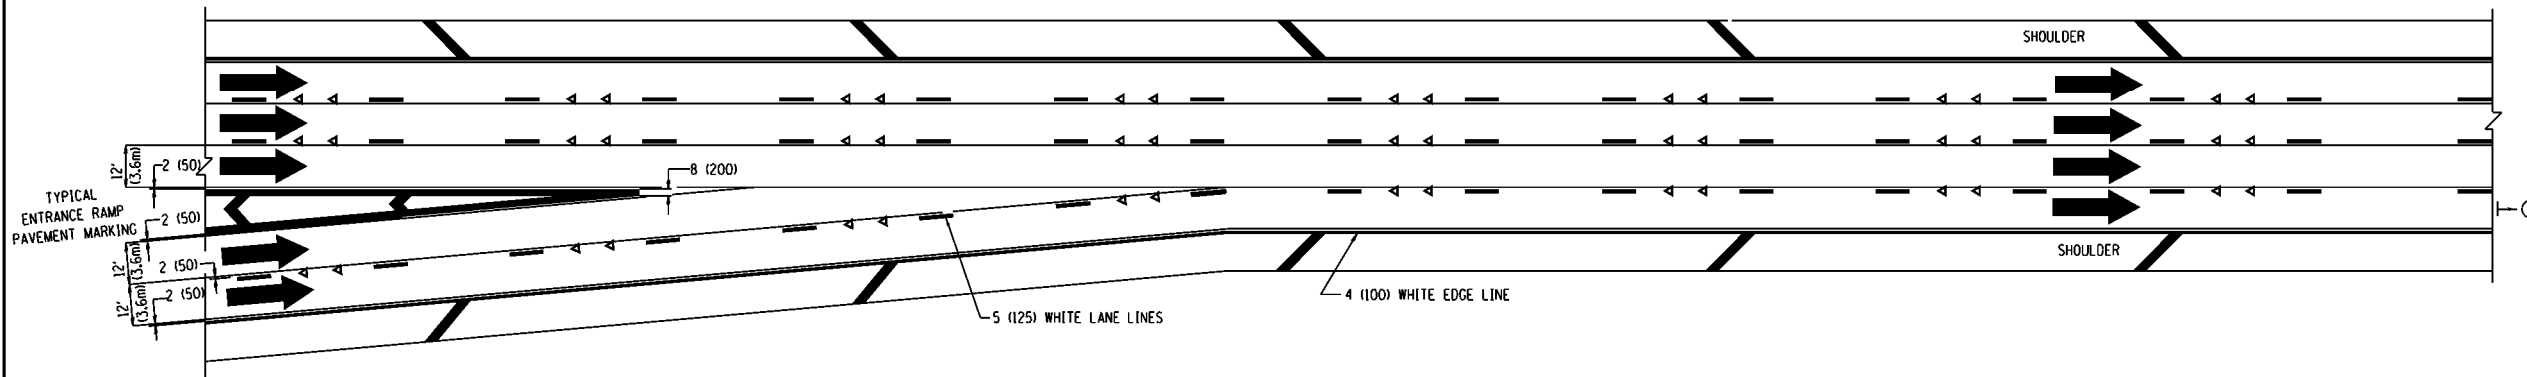 SHOULDER
12'
(3.6m)
2 (50)
8 (200)
TYPICAL
ENTRANCE RAMP
PAVEMENT MARKING
2 (50)
12'
(3.6m)
2 (50)
12'
(3.6m)
2 (50)
SHOULDER
4 (100) WHITE EDGE LINE
5 (125) WHITE LANE LINES